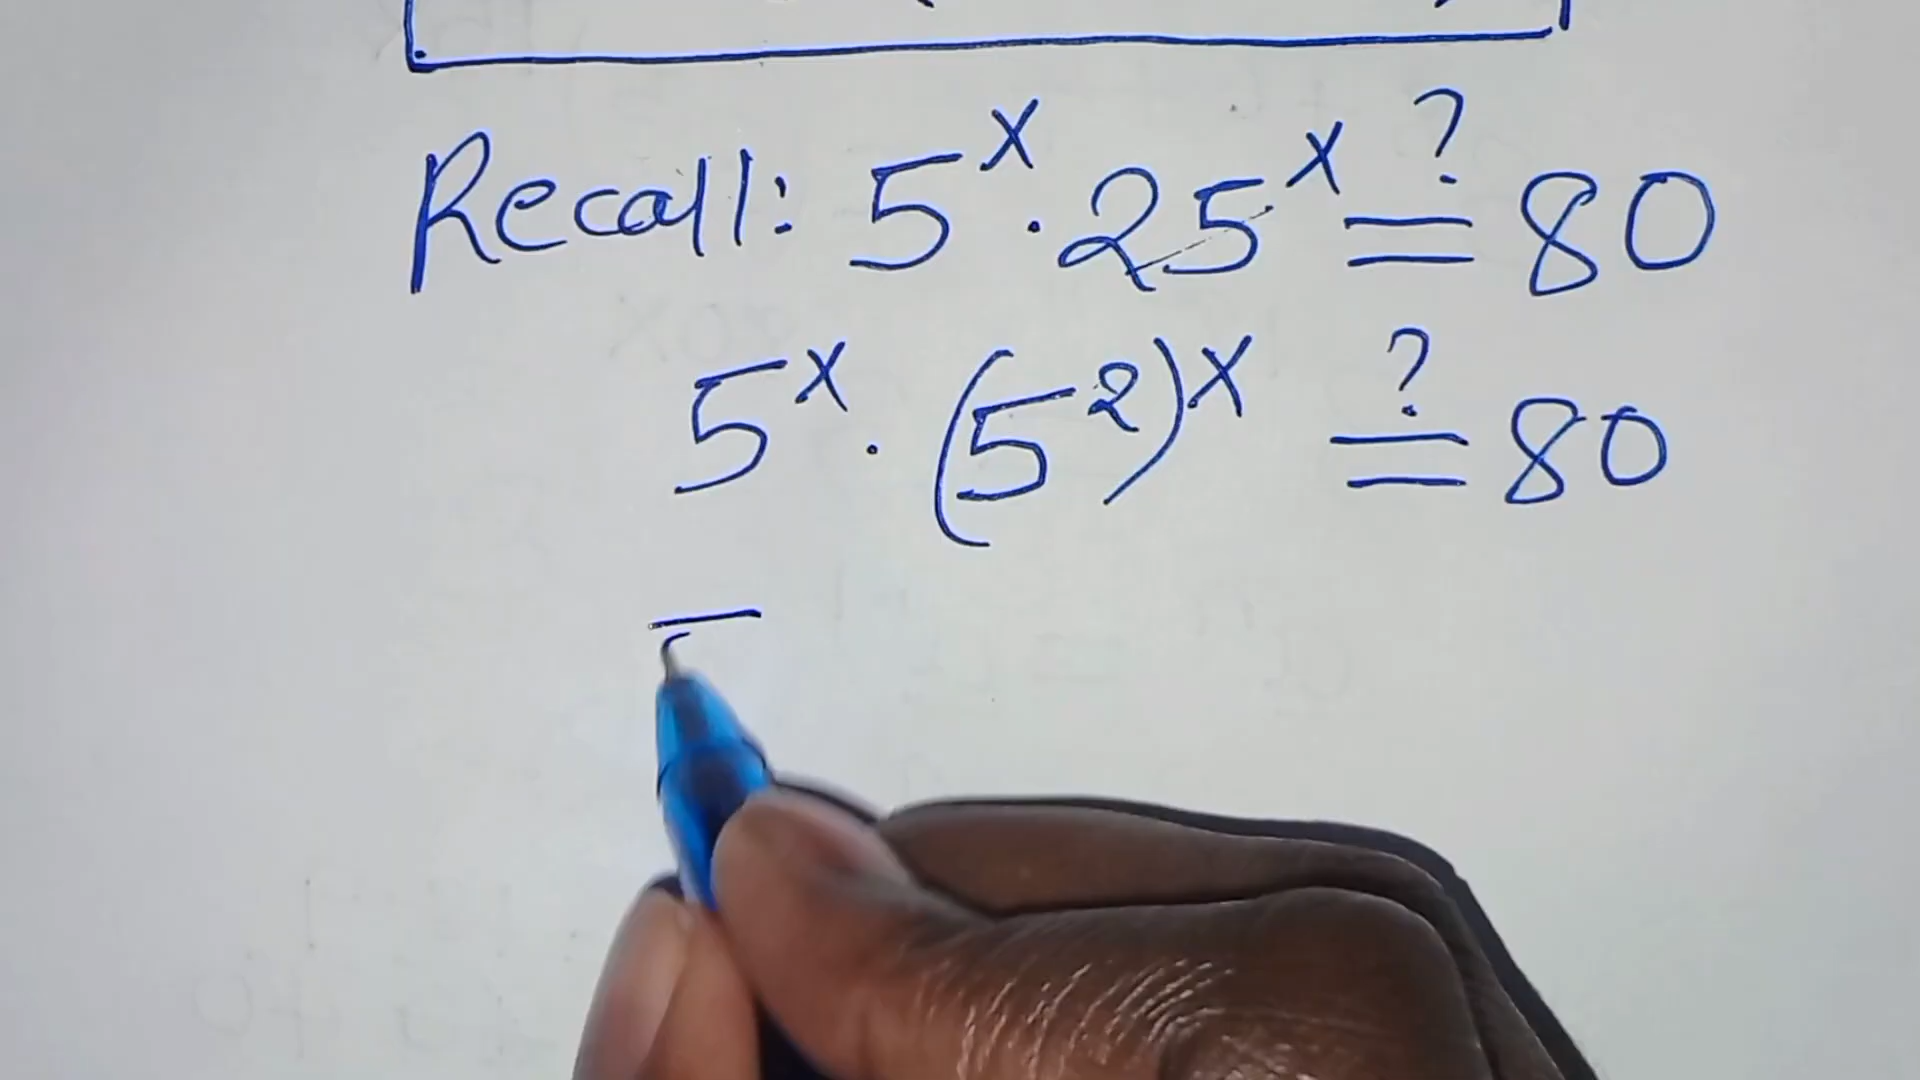 Recall: 5^x · 25^x ?= 80
5^x · (5^2)^x ?= 80